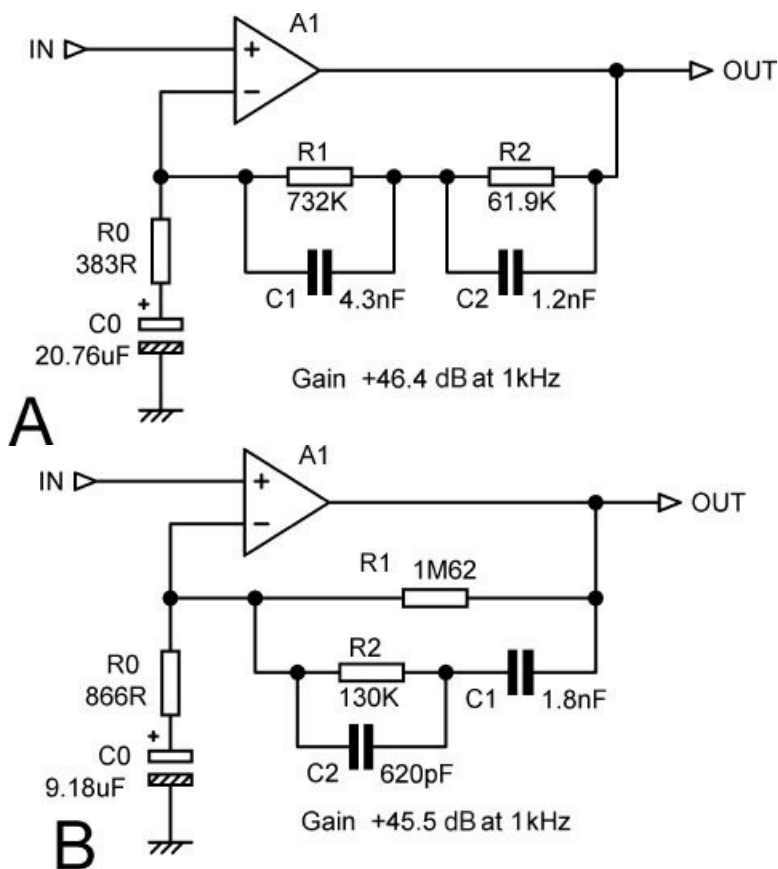 A1
IN
+
−
OUT
R1
R2
732K
61.9K
R0
383R
C1
4.3nF
C2
1.2nF
+
C0
20.76uF
Gain +46.4 dB at 1kHz
A
A1
IN
+
−
OUT
R1
1M62
R2
R0
866R
130K
C1
1.8nF
+
C0
9.18uF
C2
620pF
Gain +45.5 dB at 1kHz
B